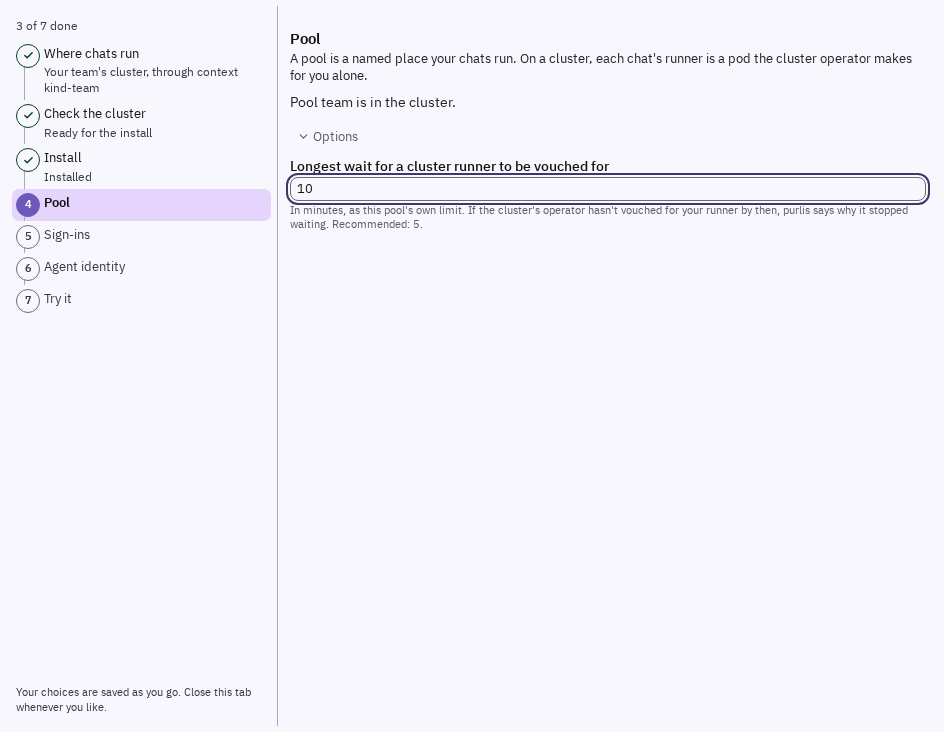 3 of 7 done
Where chats run
Your team's cluster, through context
kind-team
Check the cluster
Ready for the install
Install
Installed
4 Pool
5 Sign-ins
6 Agent identity
7 Try it
Your choices are saved as you go. Close this tab
whenever you like.
Pool
A pool is a named place your chats run. On a cluster, each chat's runner is a pod the cluster operator makes
for you alone.
Pool team is in the cluster.
Options
Longest wait for a cluster runner to be vouched for
10
In minutes, as this pool's own limit. If the cluster's operator hasn't vouched for your runner by then, purlis says why it stopped
waiting. Recommended: 5.